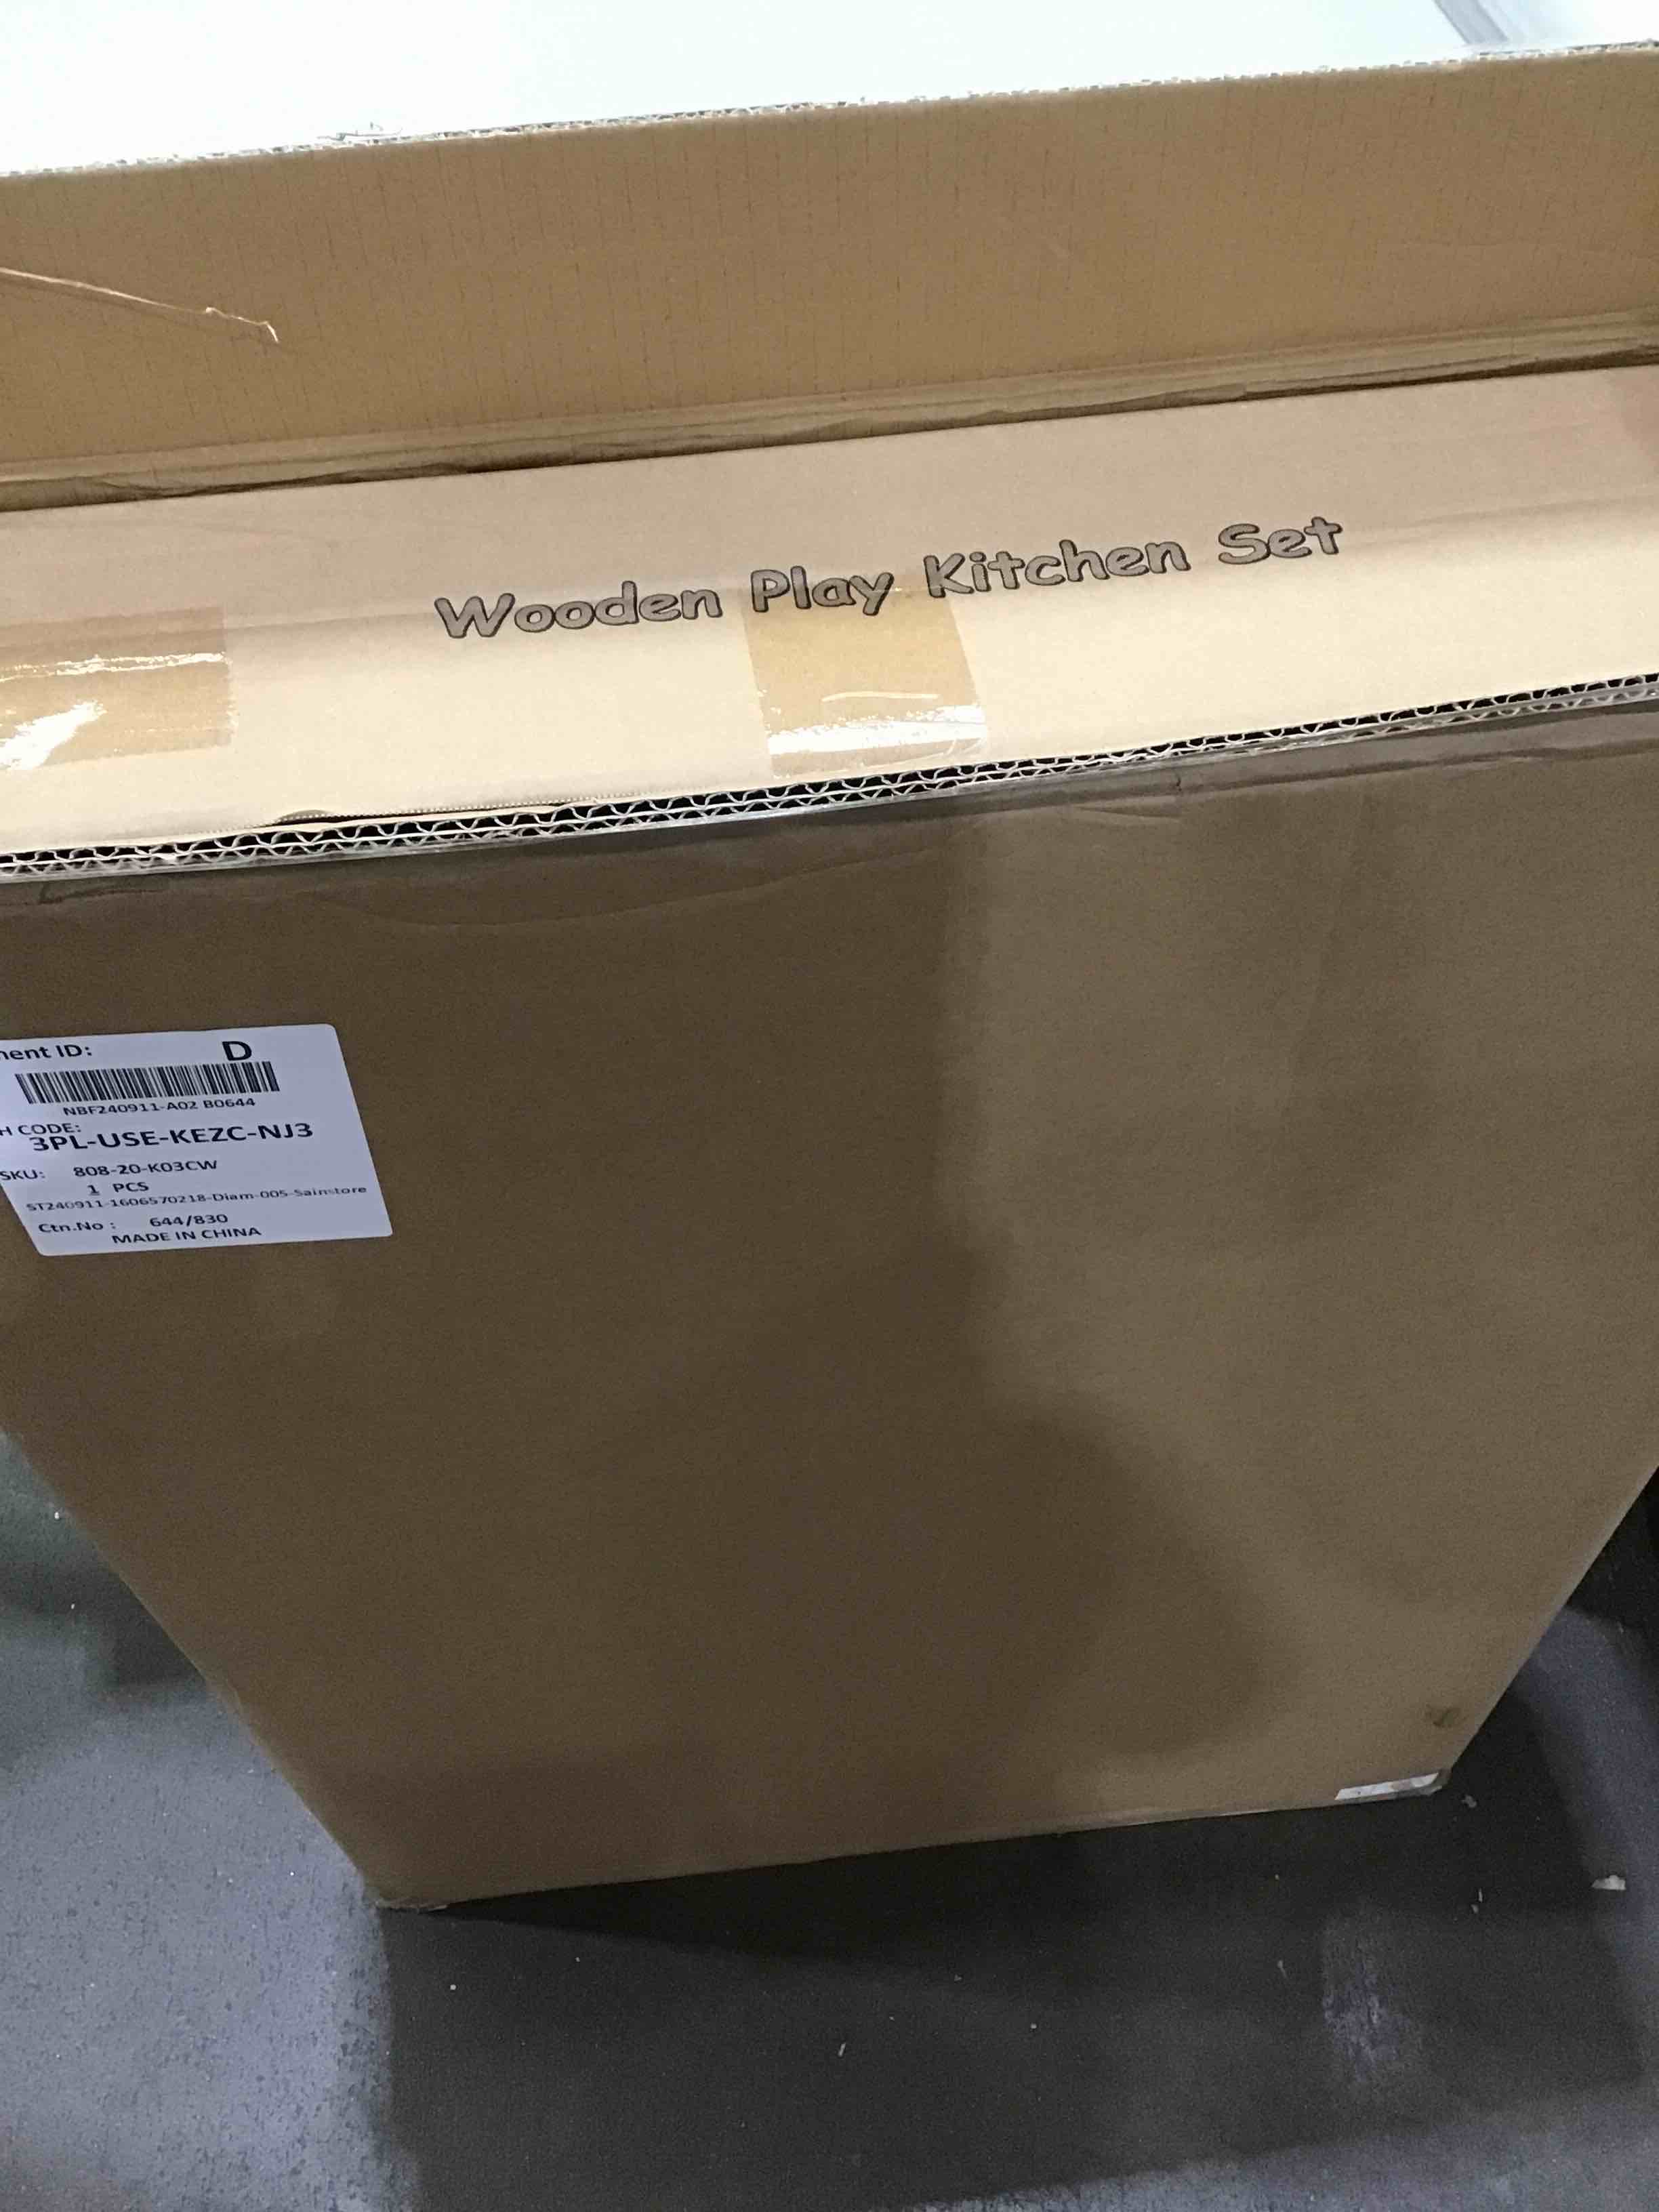 Wooden Play Kitchen Set
ment ID: D
NBF240911-A02 B0644
H CODE:
3PL-USE-KEZC-NJ3
SKU: 808-20-K03CW
1 PCS
ST240911-1606570218-Diam-005-Sainstore
Ctn.No : 644/830
MADE IN CHINA